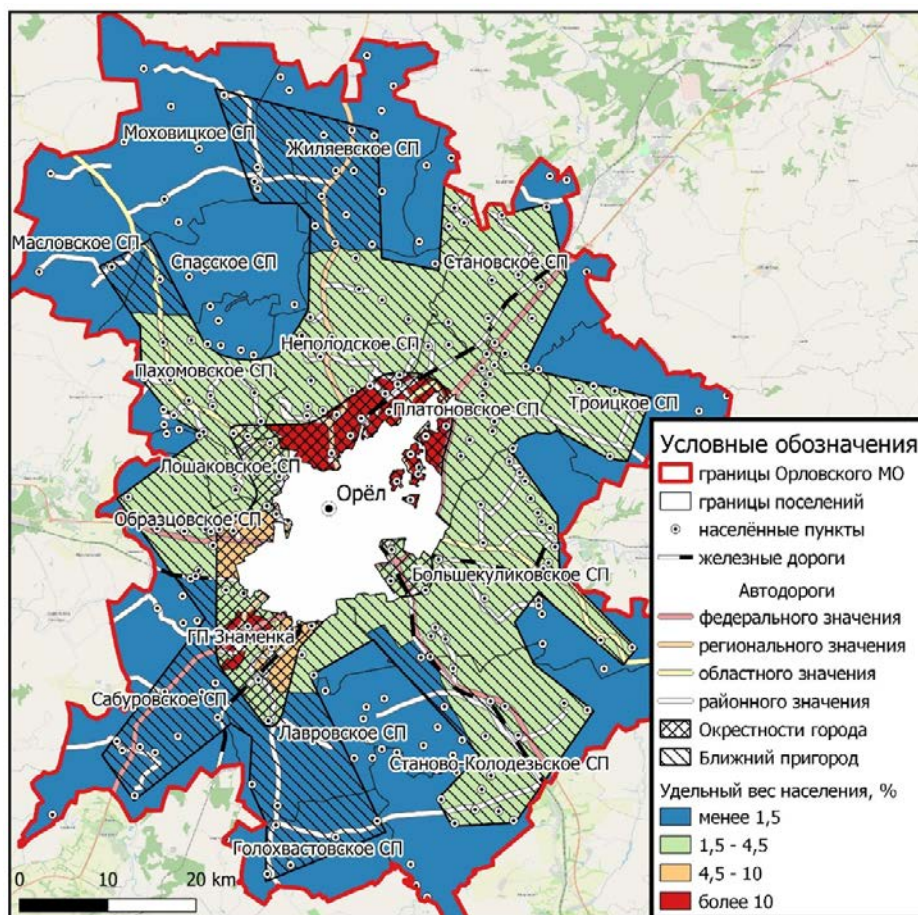 Моховицкое СП
Жиляевское СП
Масловское СП
Спасское СП
Становское СП
Неполодское СП
Пахомовское СП
Платоновское СП
Троицкое СП
Лошаковское СП
Орёл
Образцовское СП
Большекуликовское СП
ГП Знаменка
Сабуровское СП
Лавровское СП
Станово-Колодезьское СП
Голохвастовское СП
0 10 20 km
Условные обозначения
границы Орловского МО
границы поселений
населённые пункты
железные дороги
Автодороги
федерального значения
регионального значения
областного значения
районного значения
Окрестности города
Ближний пригород
Удельный вес населения, %
менее 1,5
1,5 - 4,5
4,5 - 10
более 10